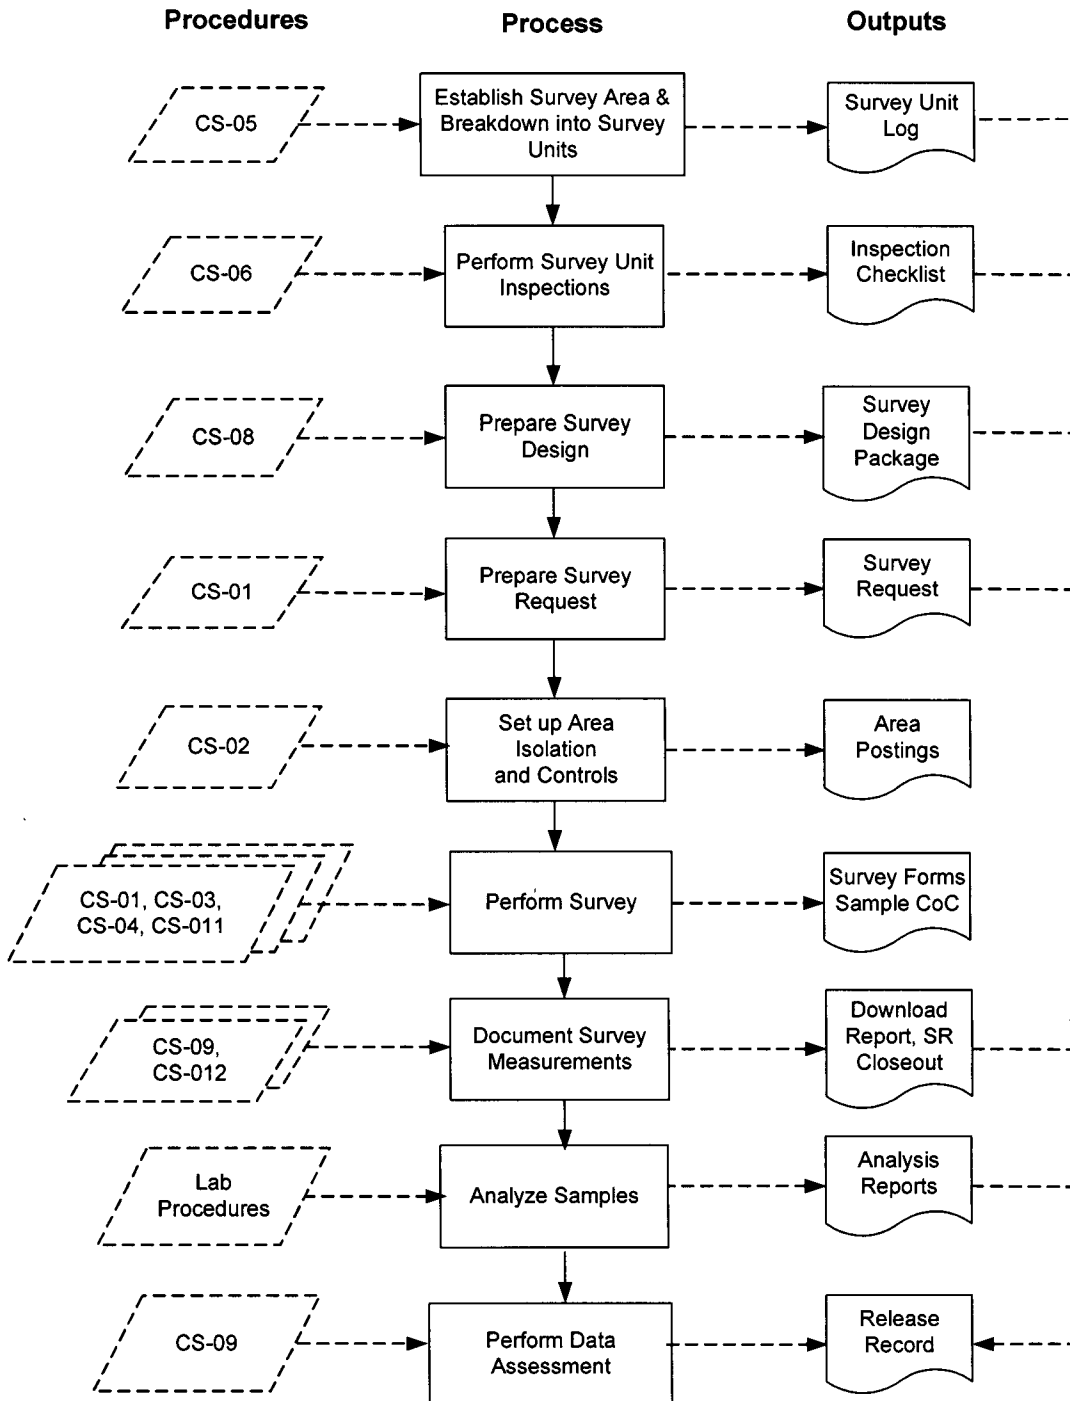 Procedures
Process
Outputs
CS-05
Establish Survey Area &
Breakdown into Survey
Units
Survey Unit
Log
CS-06
Perform Survey Unit
Inspections
Inspection
Checklist
CS-08
Prepare Survey
Design
Survey
Design
Package
CS-01
Prepare Survey
Request
Survey
Request
CS-02
Set up Area
Isolation
and Controls
Area
Postings
CS-01, CS-03,
CS-04, CS-011
Perform Survey
Survey Forms
Sample CoC
CS-09,
CS-012
Document Survey
Measurements
Download
Report, SR
Closeout
Lab
Procedures
Analyze Samples
Analysis
Reports
CS-09
Perform Data
Assessment
Release
Record